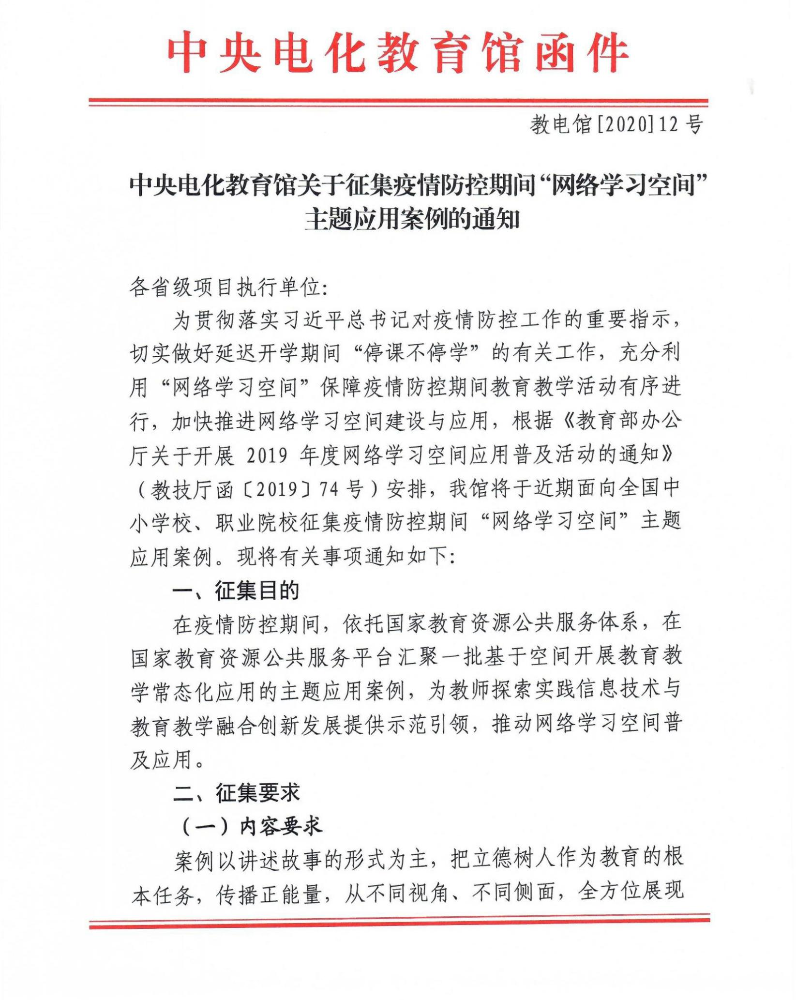 中央电化教育馆函件
教电馆[2020]12 号
中央电化教育馆关于征集疫情防控期间“网络学习空间”
主题应用案例的通知
各省级项目执行单位:
为贯彻落实习近平总书记对疫情防控工作的重要指示，
切实做好延迟开学期间“停课不停学”的有关工作，充分利
用“网络学习空间”保障疫情防控期间教育教学活动有序进
行，加快推进网络学习空间建设与应用，根据《教育部办公
厅关于开展 2019 年度网络学习空间应用普及活动的通知》
（教技厅函〔2019〕74 号）安排，我馆将于近期面向全国中
小学校、职业院校征集疫情防控期间“网络学习空间”主题
应用案例。现将有关事项通知如下:
一、征集目的
在疫情防控期间，依托国家教育资源公共服务体系，在
国家教育资源公共服务平台汇聚一批基于空间开展教育教
学常态化应用的主题应用案例，为教师探索实践信息技术与
教育教学融合创新发展提供示范引领，推动网络学习空间普
及应用。
二、征集要求
（一）内容要求
案例以讲述故事的形式为主，把立德树人作为教育的根
本任务，传播正能量，从不同视角、不同侧面，全方位展现